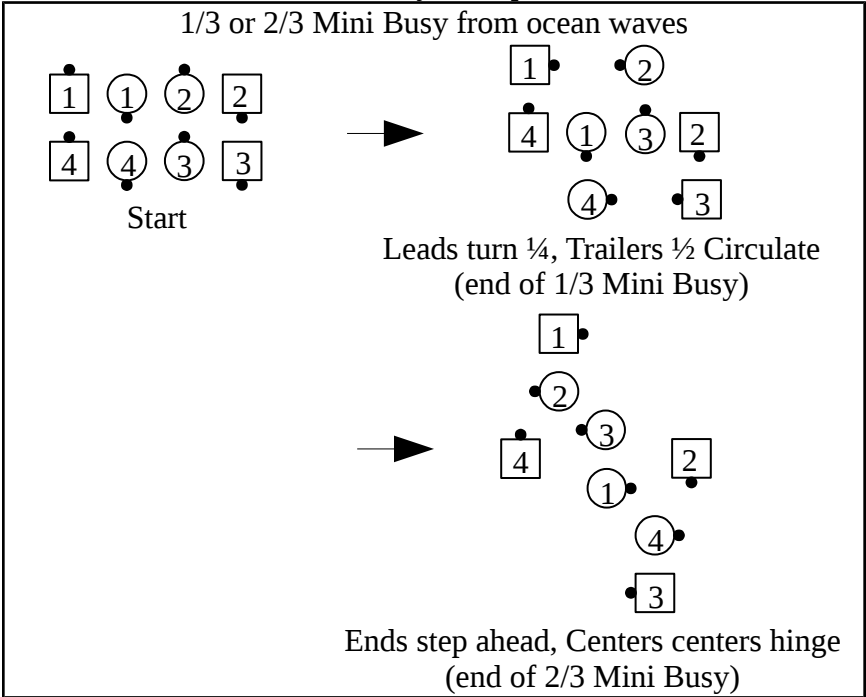 1/3 or 2/3 Mini Busy from ocean waves
1 1 2 2
4 4 3 3
Start
1 2
4 1 3 2
4 3
Leads turn ¼, Trailers ½ Circulate
(end of 1/3 Mini Busy)
1
2
3
4 2
1
4
3
Ends step ahead, Centers centers hinge
(end of 2/3 Mini Busy)